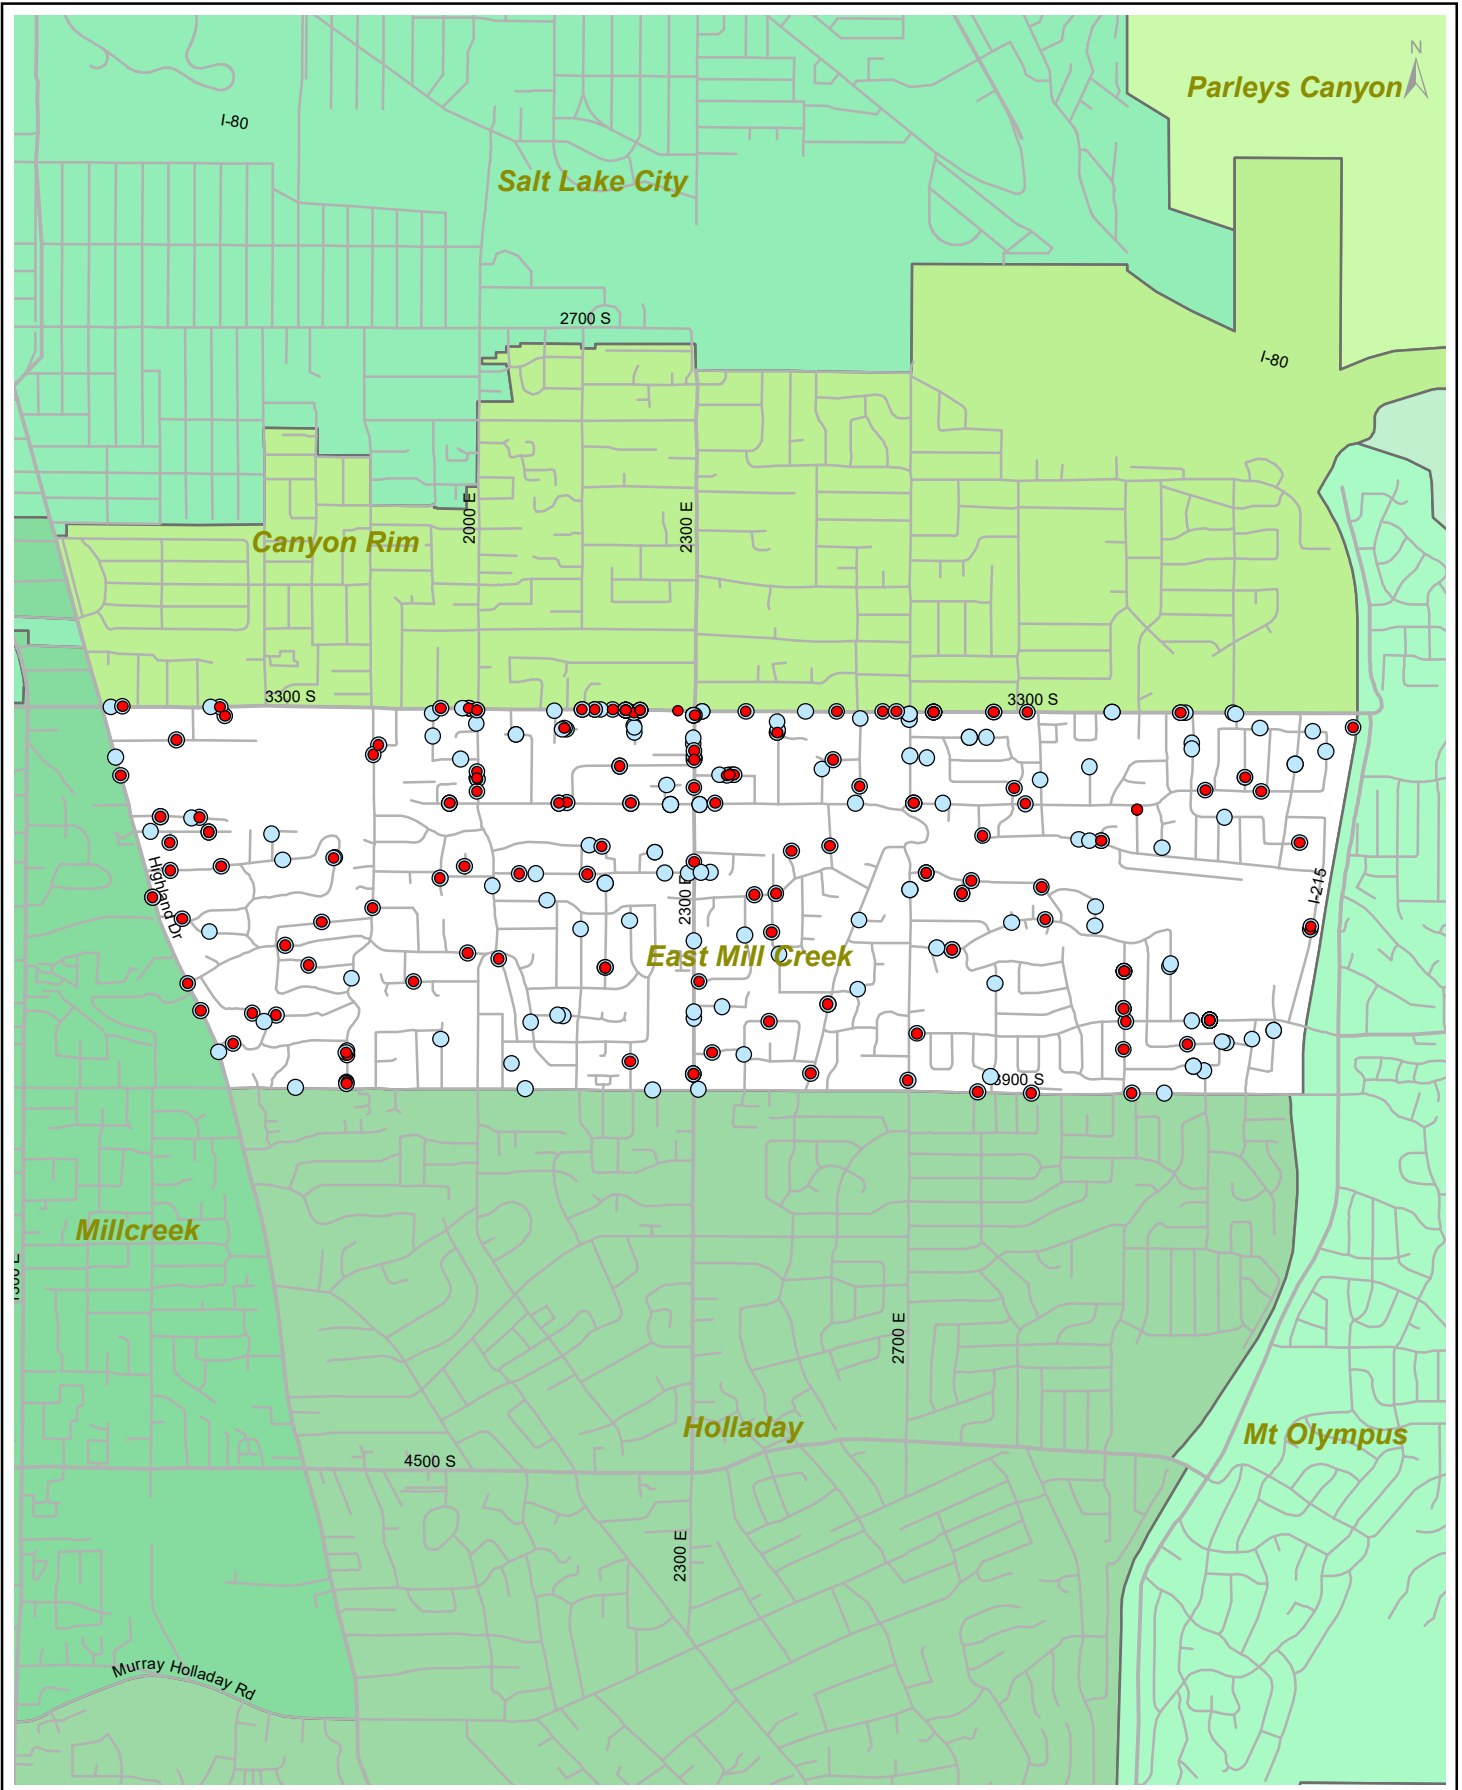 N
Parleys Canyon
I-80
Salt Lake City
2700 S
I-80
2000 E
2300 E
Canyon Rim
3300 S
3300 S
Highland Dr
2300 E
I-215
East Mill Creek
3900 S
Millcreek
2700 E
Holladay
Mt Olympus
4500 S
2300 E
Murray Holladay Rd